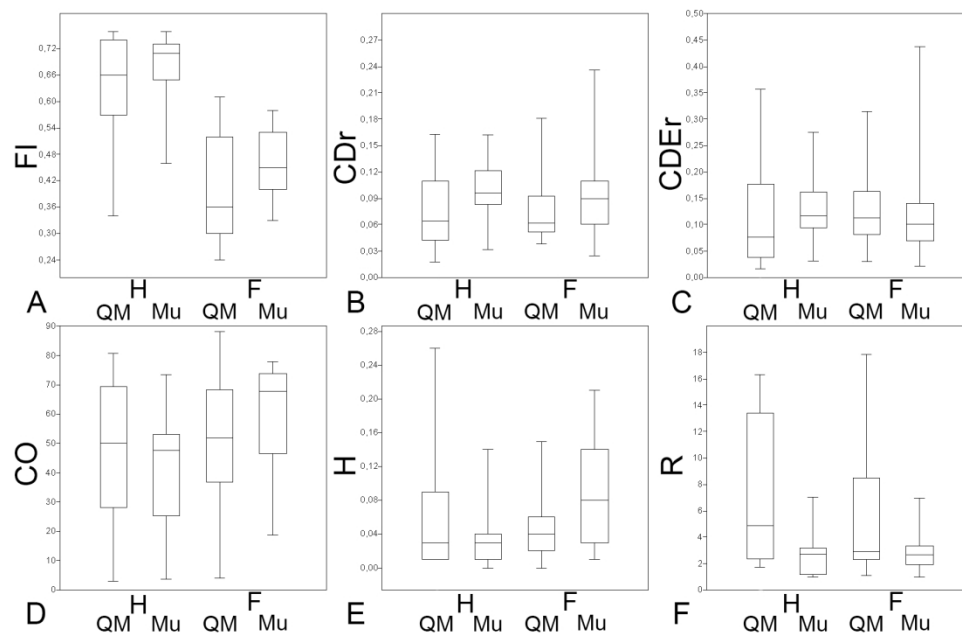 0,72
0,66
0,60
0,54
0,48
0,42
0,36
0,30
0,24
FI
A
H F
QM Mu QM Mu
0,27
0,24
0,21
0,18
0,15
0,12
0,09
0,06
0,03
0,00
CDr
B
H F
QM Mu QM Mu
0,50
0,45
0,40
0,35
0,30
0,25
0,20
0,15
0,10
0,05
0,00
CDEr
C
H F
QM Mu QM Mu
90
80
70
60
50
40
30
20
10
0
CO
D
H F
QM Mu QM Mu
0,28
0,24
0,20
0,16
0,12
0,08
0,04
0,00
H
E
H F
QM Mu QM Mu
18
16
14
12
10
8
6
4
2
0
R
F
H F
QM Mu QM Mu